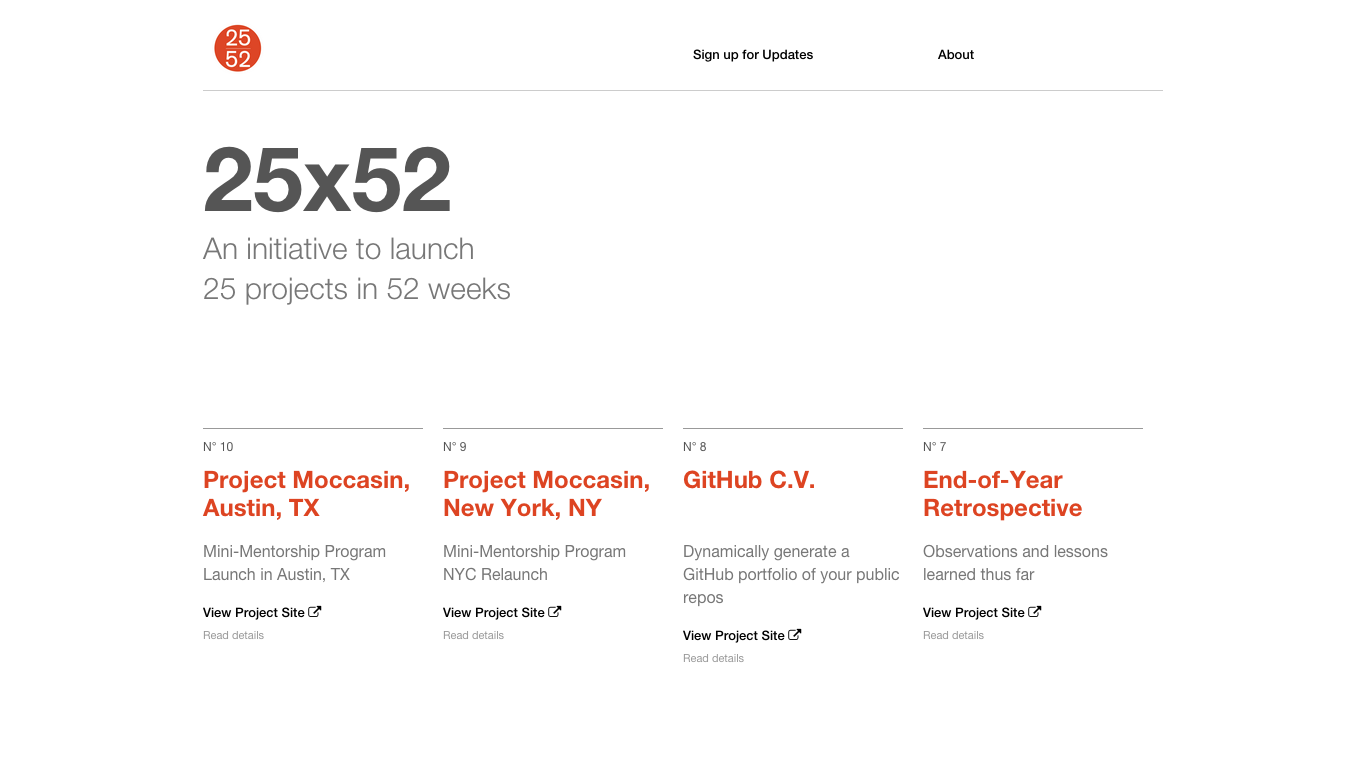 25
52
Sign up for Updates
About
25x52
An initiative to launch
25 projects in 52 weeks
N° 10
Project Moccasin,
Austin, TX
Mini-Mentorship Program
Launch in Austin, TX
View Project Site
Read details
N° 9
Project Moccasin,
New York, NY
Mini-Mentorship Program
NYC Relaunch
View Project Site
Read details
N° 8
GitHub C.V.
Dynamically generate a
GitHub portfolio of your public
repos
View Project Site
Read details
N° 7
End-of-Year
Retrospective
Observations and lessons
learned thus far
View Project Site
Read details